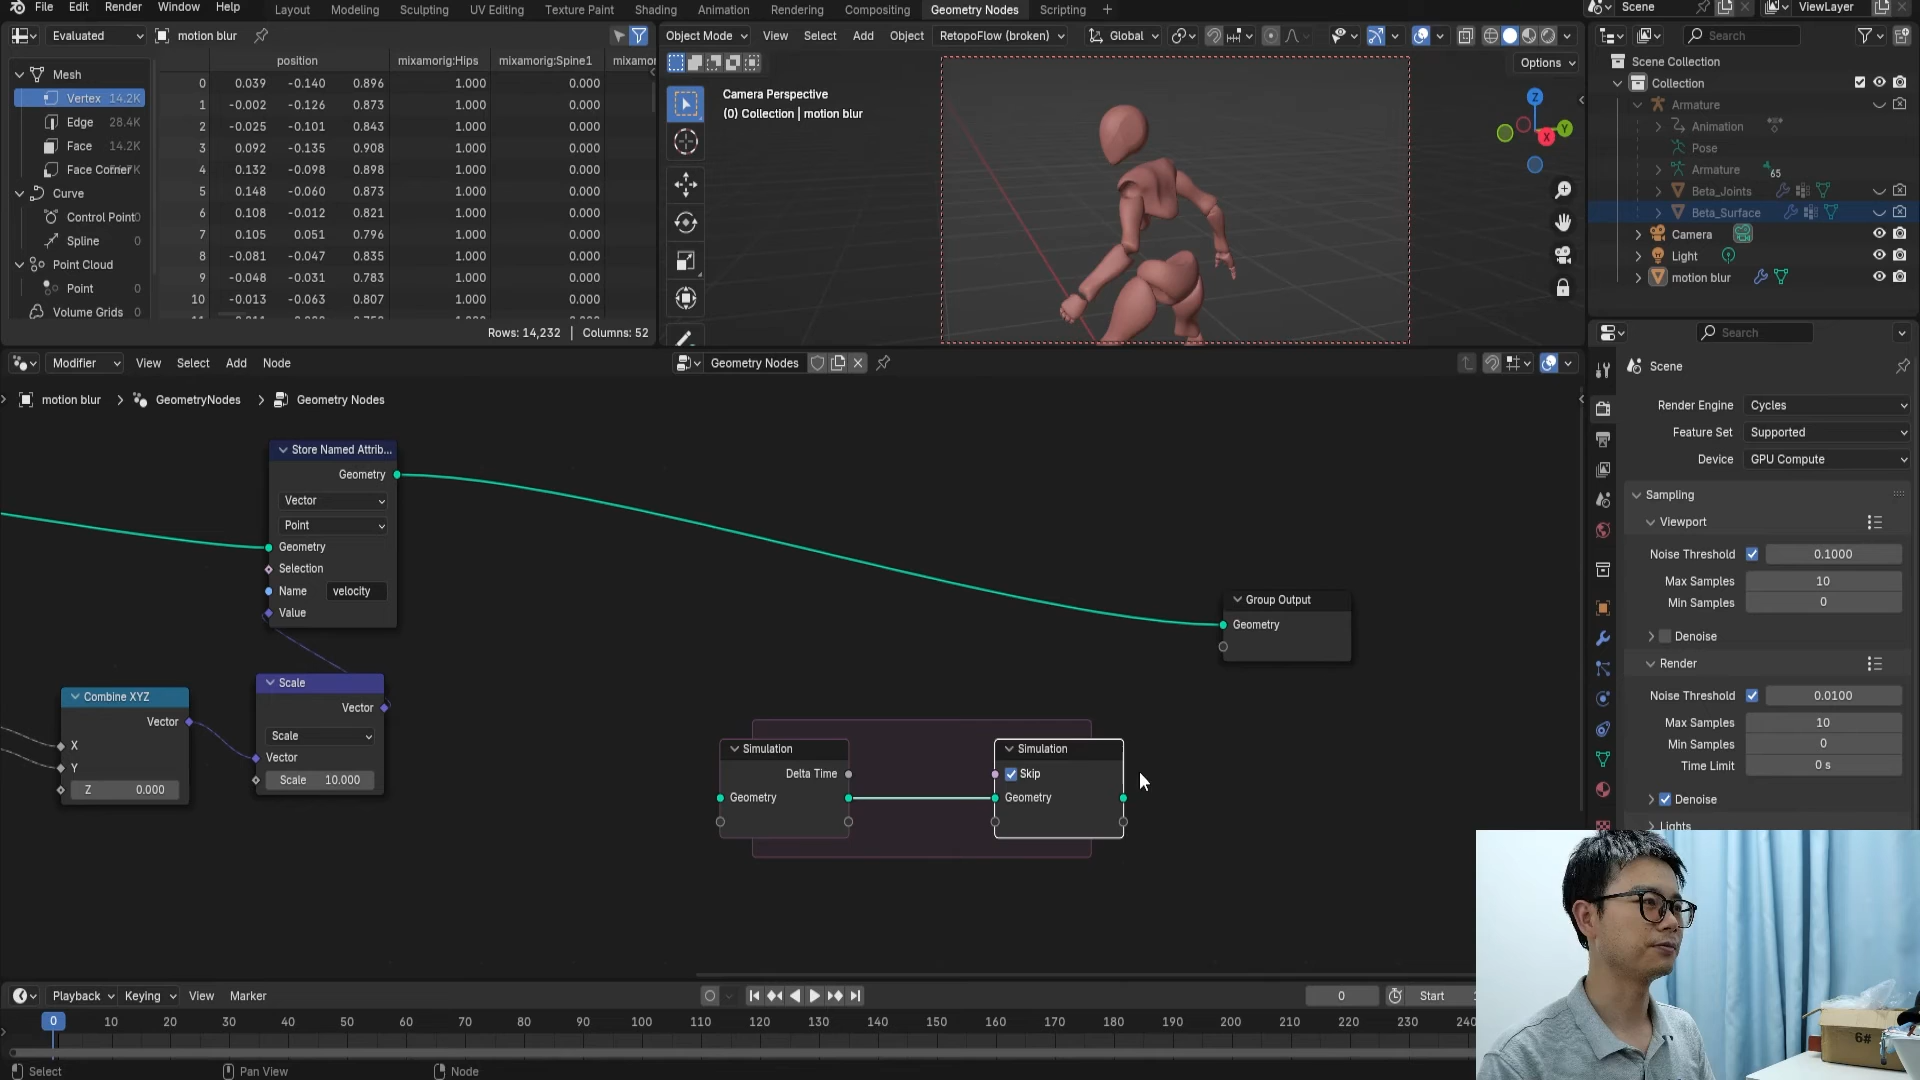 File Edit Render Window Help Layout Modeling Sculpting UV Editing Texture Paint Shading Animation Rendering Compositing Geometry Nodes Scripting Scene ViewLayer
Evaluated motion blur
Object Mode View Select Add Object RetopoFlow (broken) Global Search
position mixamorig:Hips mixamorig:Spine1 mixamor
Options
Mesh
Vertex 14.2K
Edge 28.4K
Face 14.2K
Face Corner
Curve
Control Point 0
Spline 0
Point Cloud
Point 0
Volume Grids
0 0.039 -0.140 0.896 1.000 0.000
1 -0.002 -0.126 0.873 1.000 0.000
2 -0.025 -0.101 0.843 1.000 0.000
3 0.092 -0.135 0.908 1.000 0.000
4 0.132 -0.098 0.898 1.000 0.000
5 0.148 -0.060 0.873 1.000 0.000
6 0.108 -0.012 0.821 1.000 0.000
7 0.105 0.051 0.796 1.000 0.000
8 -0.081 -0.047 0.835 1.000 0.000
9 -0.048 -0.031 0.783 1.000 0.000
10 -0.013 -0.063 0.807 1.000 0.000
Rows: 14,232 | Columns: 52
Camera Perspective
(0) Collection | motion blur
Z
Y
X
Scene Collection
Collection
Armature
Animation
Pose
Armature 65
Beta_Joints
Beta_Surface
Camera
Light
motion blur
Modifier View Select Add Node Geometry Nodes
motion blur > GeometryNodes > Geometry Nodes
Store Named Attrib...
Geometry
Vector
Point
Geometry
Selection
Name velocity
Value
Combine XYZ
Vector
X
Y
Z 0.000
Scale
Vector
Scale
Vector
Scale 10.000
Simulation
Delta Time
Geometry
Simulation
Skip
Geometry
Group Output
Geometry
Search
Scene
Render Engine Cycles
Feature Set Supported
Device GPU Compute
Sampling
Viewport
Noise Threshold 0.1000
Max Samples 10
Min Samples 0
Denoise
Render
Noise Threshold 0.0100
Max Samples 10
Min Samples 0
Time Limit 0 s
Denoise
Lights
6#
Playback Keying View Marker 0 Start
0 10 20 30 40 50 60 70 80 90 100 110 120 130 140 150 160 170 180 190 200 210 220 230 240
Select Pan View Node